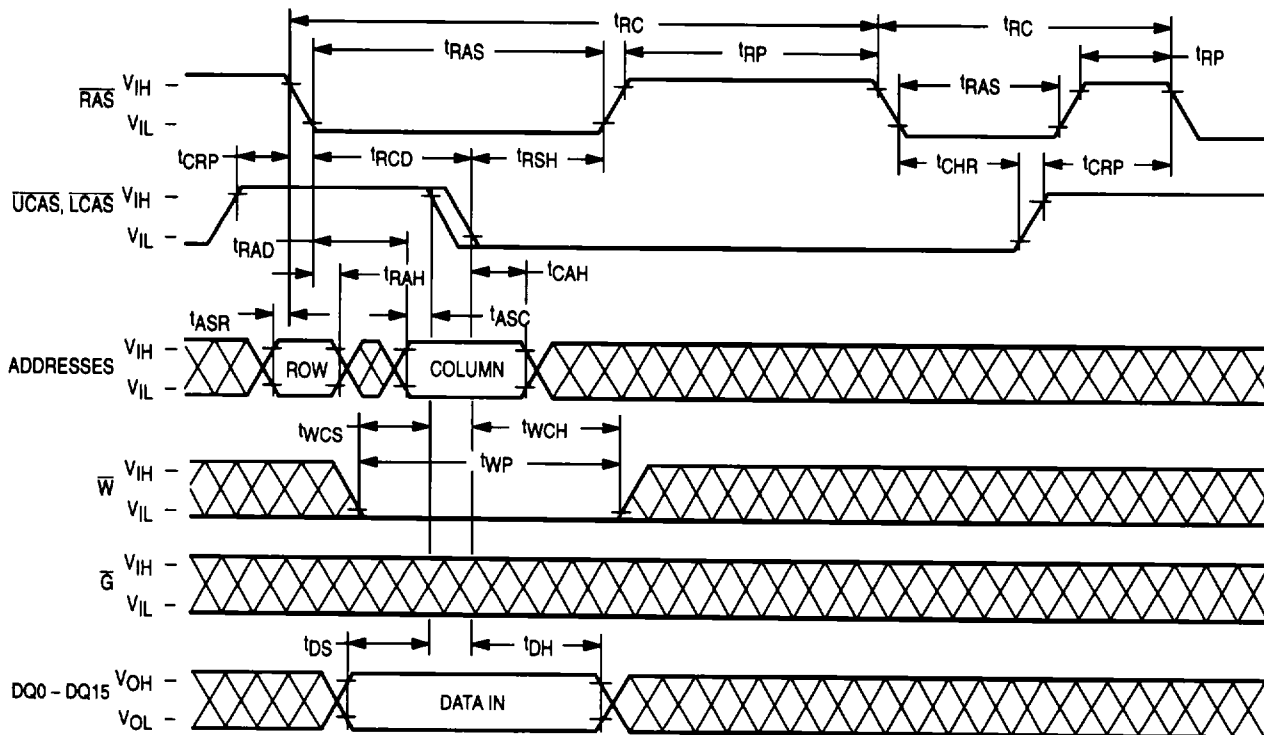 tRC tRC
tRAS tRP tRP
RAS VIH tRAS
VIL
tCRP tRCD tRSH tCHR tCRP
UCAS, LCAS VIH
VIL
tRAD
tRAH tCAH
tASR tASC
ADDRESSES VIH ROW COLUMN
VIL
tWCS tWCH
tWP
W VIH
VIL
G VIH
VIL
tDS tDH
DQ0 – DQ15 VOH DATA IN
VOL